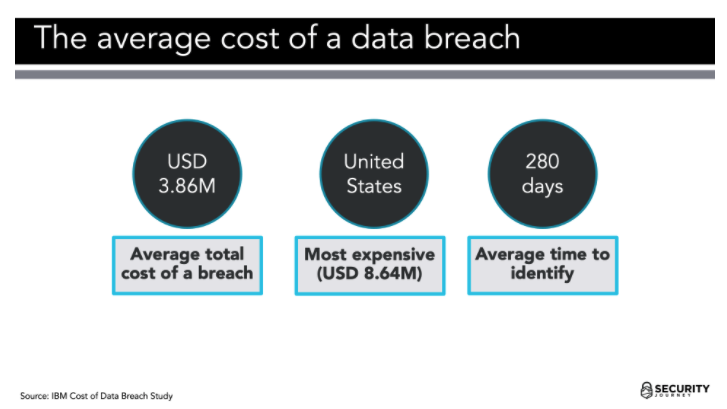 The average cost of a data breach
USD
3.86M
United
States
280
days
Average total
cost of a breach
Most expensive
(USD 8.64M)
Average time to
identify
Source: IBM Cost of Data Breach Study
SECURITY
JOURNEY